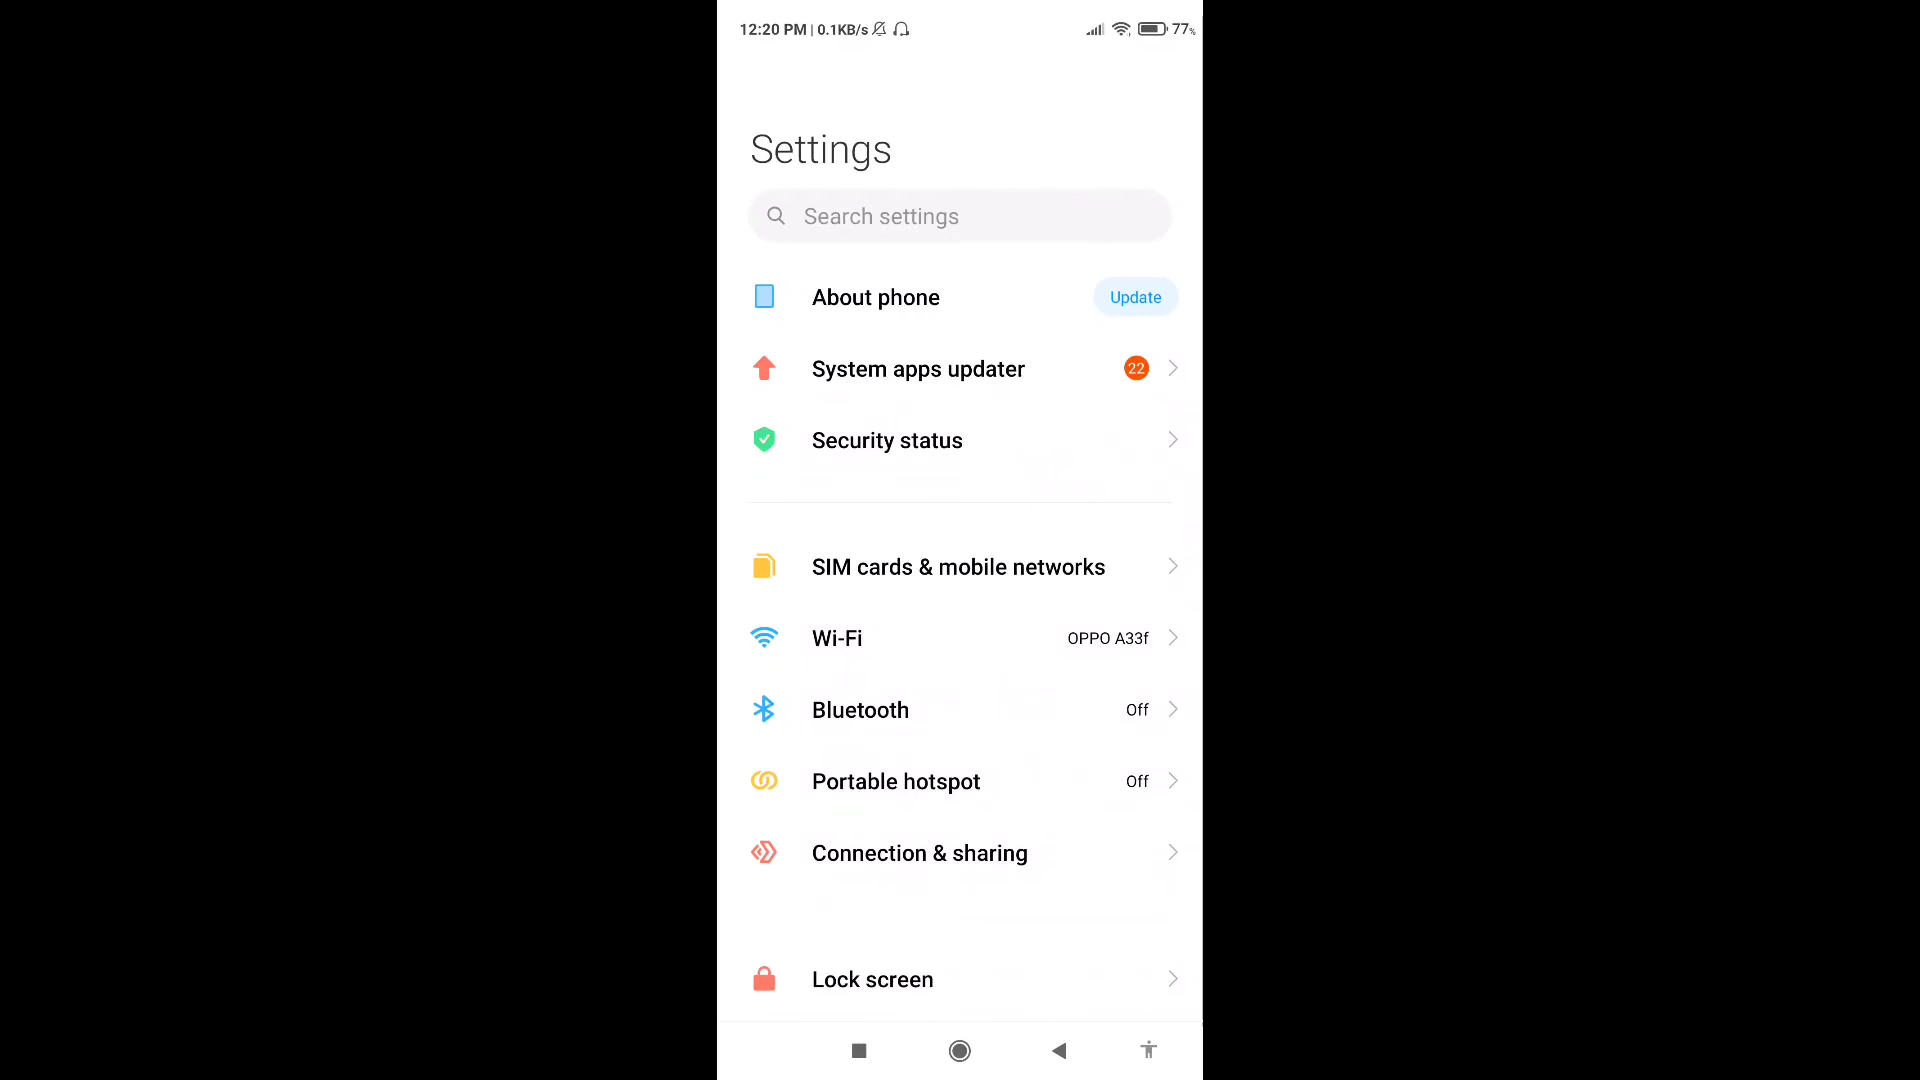 12:20 PM | 0.1KB/s 77%
Settings
Search settings
About phone Update
System apps updater 22
Security status
SIM cards & mobile networks
Wi-Fi OPPO A33f
Bluetooth Off
Portable hotspot Off
Connection & sharing
Lock screen